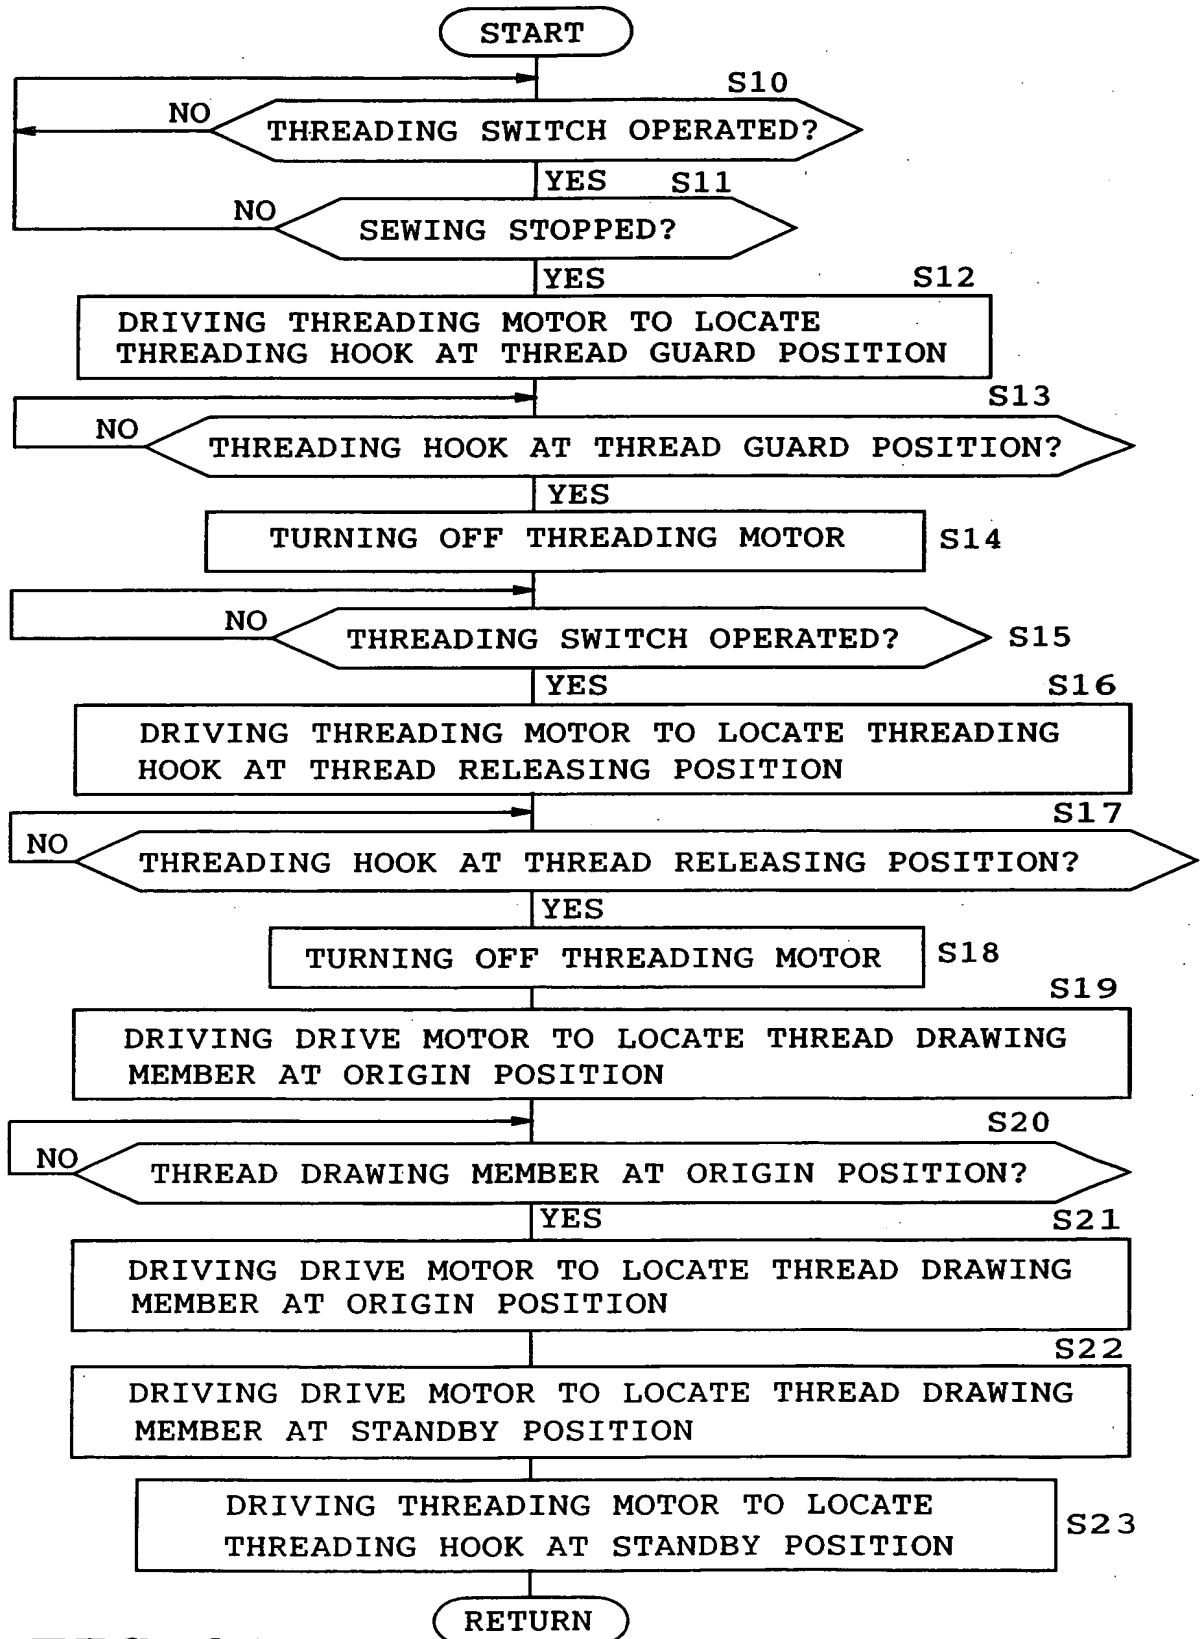 START
S10
NO
THREADING SWITCH OPERATED?
YES
S11
NO
SEWING STOPPED?
YES
S12
DRIVING THREADING MOTOR TO LOCATE
THREADING HOOK AT THREAD GUARD POSITION
S13
NO
THREADING HOOK AT THREAD GUARD POSITION?
YES
TURNING OFF THREADING MOTOR
S14
NO
THREADING SWITCH OPERATED?
S15
YES
S16
DRIVING THREADING MOTOR TO LOCATE THREADING
HOOK AT THREAD RELEASING POSITION
S17
NO
THREADING HOOK AT THREAD RELEASING POSITION?
YES
TURNING OFF THREADING MOTOR
S18
S19
DRIVING DRIVE MOTOR TO LOCATE THREAD DRAWING
MEMBER AT ORIGIN POSITION
S20
NO
THREAD DRAWING MEMBER AT ORIGIN POSITION?
YES
S21
DRIVING DRIVE MOTOR TO LOCATE THREAD DRAWING
MEMBER AT ORIGIN POSITION
S22
DRIVING DRIVE MOTOR TO LOCATE THREAD DRAWING
MEMBER AT STANDBY POSITION
DRIVING THREADING MOTOR TO LOCATE
THREADING HOOK AT STANDBY POSITION
S23
RETURN